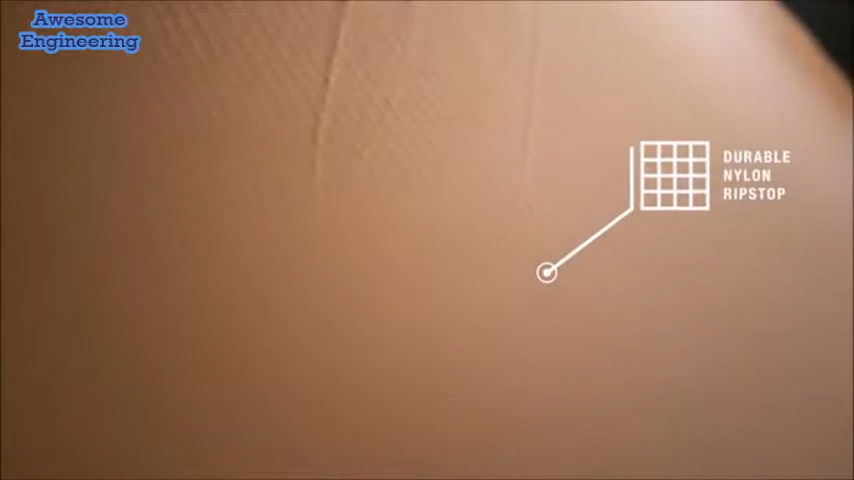 Awesome
Engineering
DURABLE
NYLON
RIPSTOP